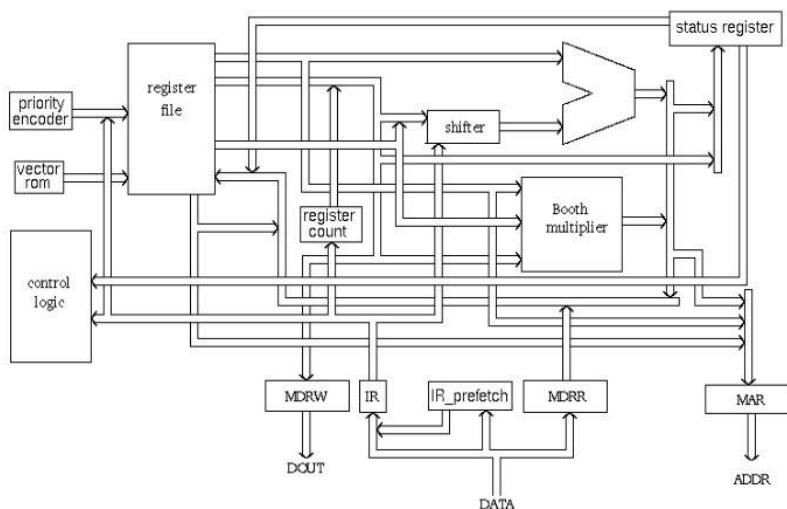 status register
register
file
priority
encoder
shifter
vector
rom
Booth
multiplier
register
count
control
logic
MDRW
IR
IR_prefetch
MDRR
MAR
DOUT
DATA
ADDR